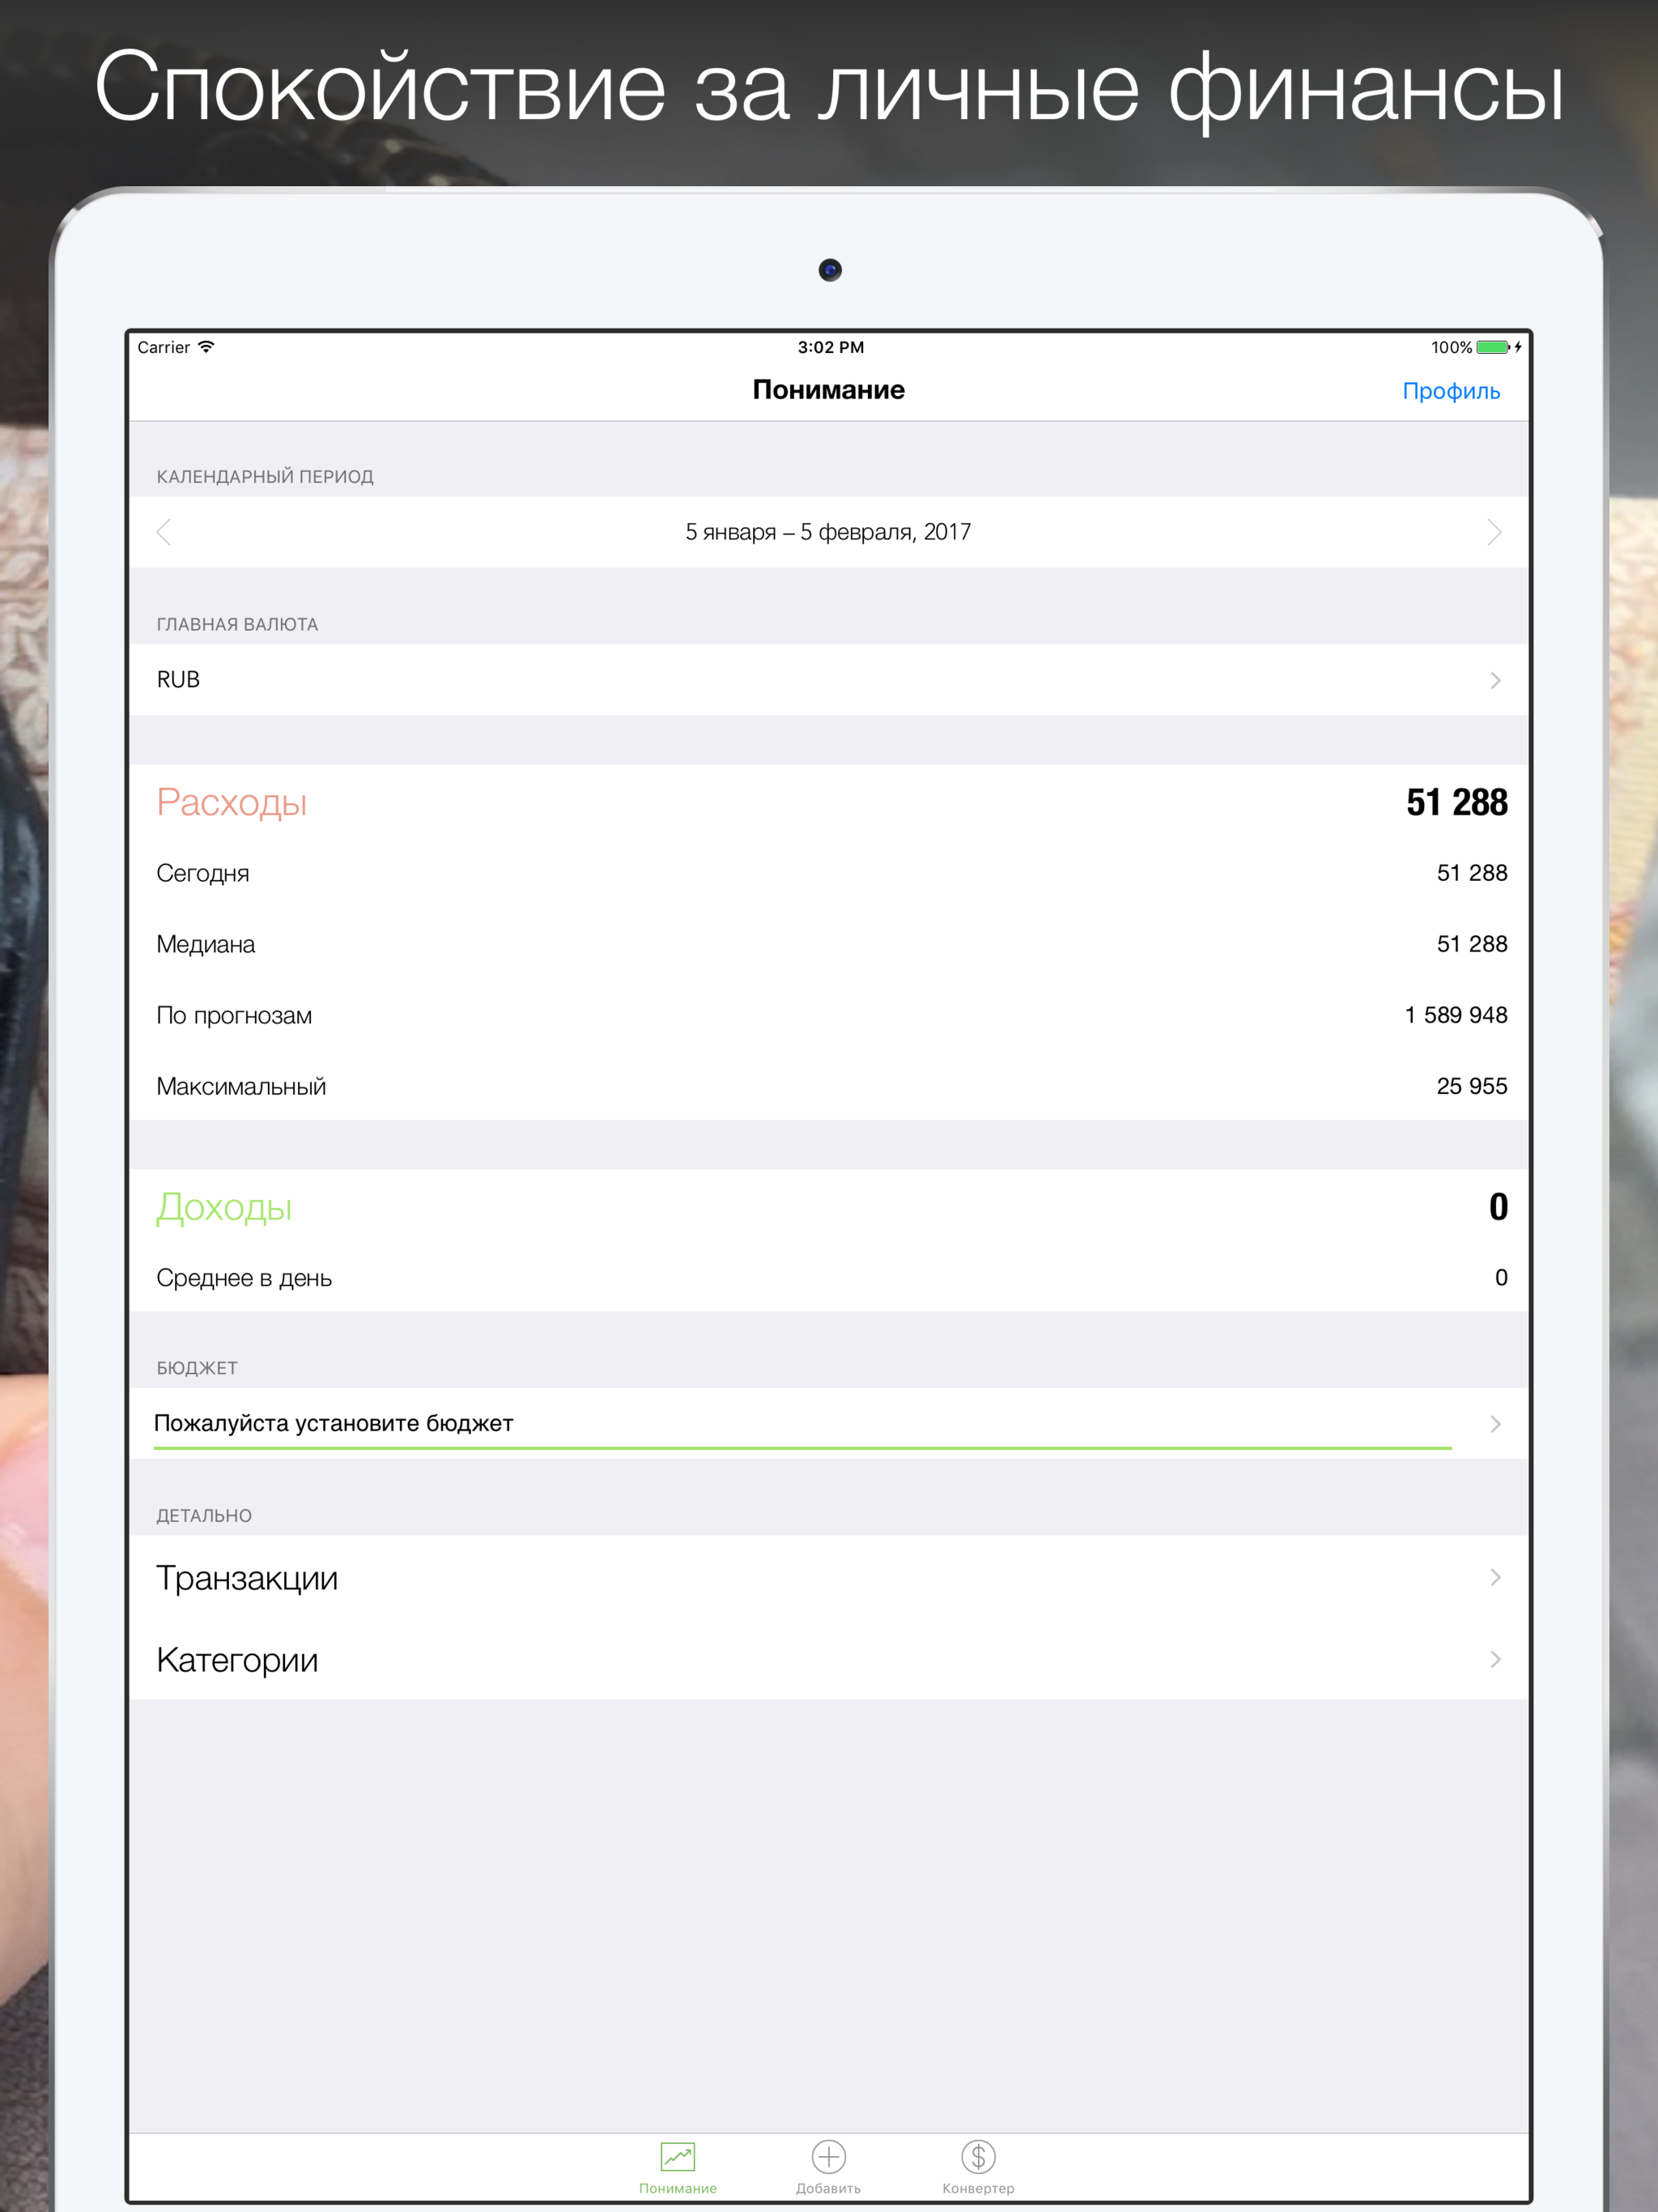 Спокойствие за личные финансы
Carrier 3:02 PM 100%
Понимание Профиль
КАЛЕНДАРНЫЙ ПЕРИОД
5 января – 5 февраля, 2017
ГЛАВНАЯ ВАЛЮТА
RUB
Расходы 51 288
Сегодня 51 288
Медиана 51 288
По прогнозам 1 589 948
Максимальный 25 955
Доходы 0
Среднее в день 0
БЮДЖЕТ
Пожалуйста установите бюджет
ДЕТАЛЬНО
Транзакции
Категории
Понимание Добавить Конвертер